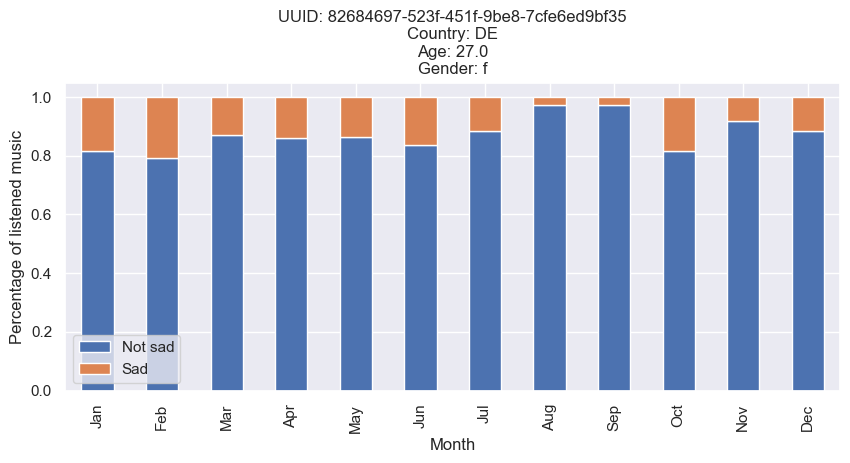 UUID: 82684697-523f-451f-9be8-7cfe6ed9bf35
Country: DE
Age: 27.0
Gender: f
Percentage of listened music
1.0
0.8
0.6
0.4
0.2
0.0
Not sad
Sad
Jan
Feb
Mar
Apr
May
Jun
Jul
Aug
Sep
Oct
Nov
Dec
Month